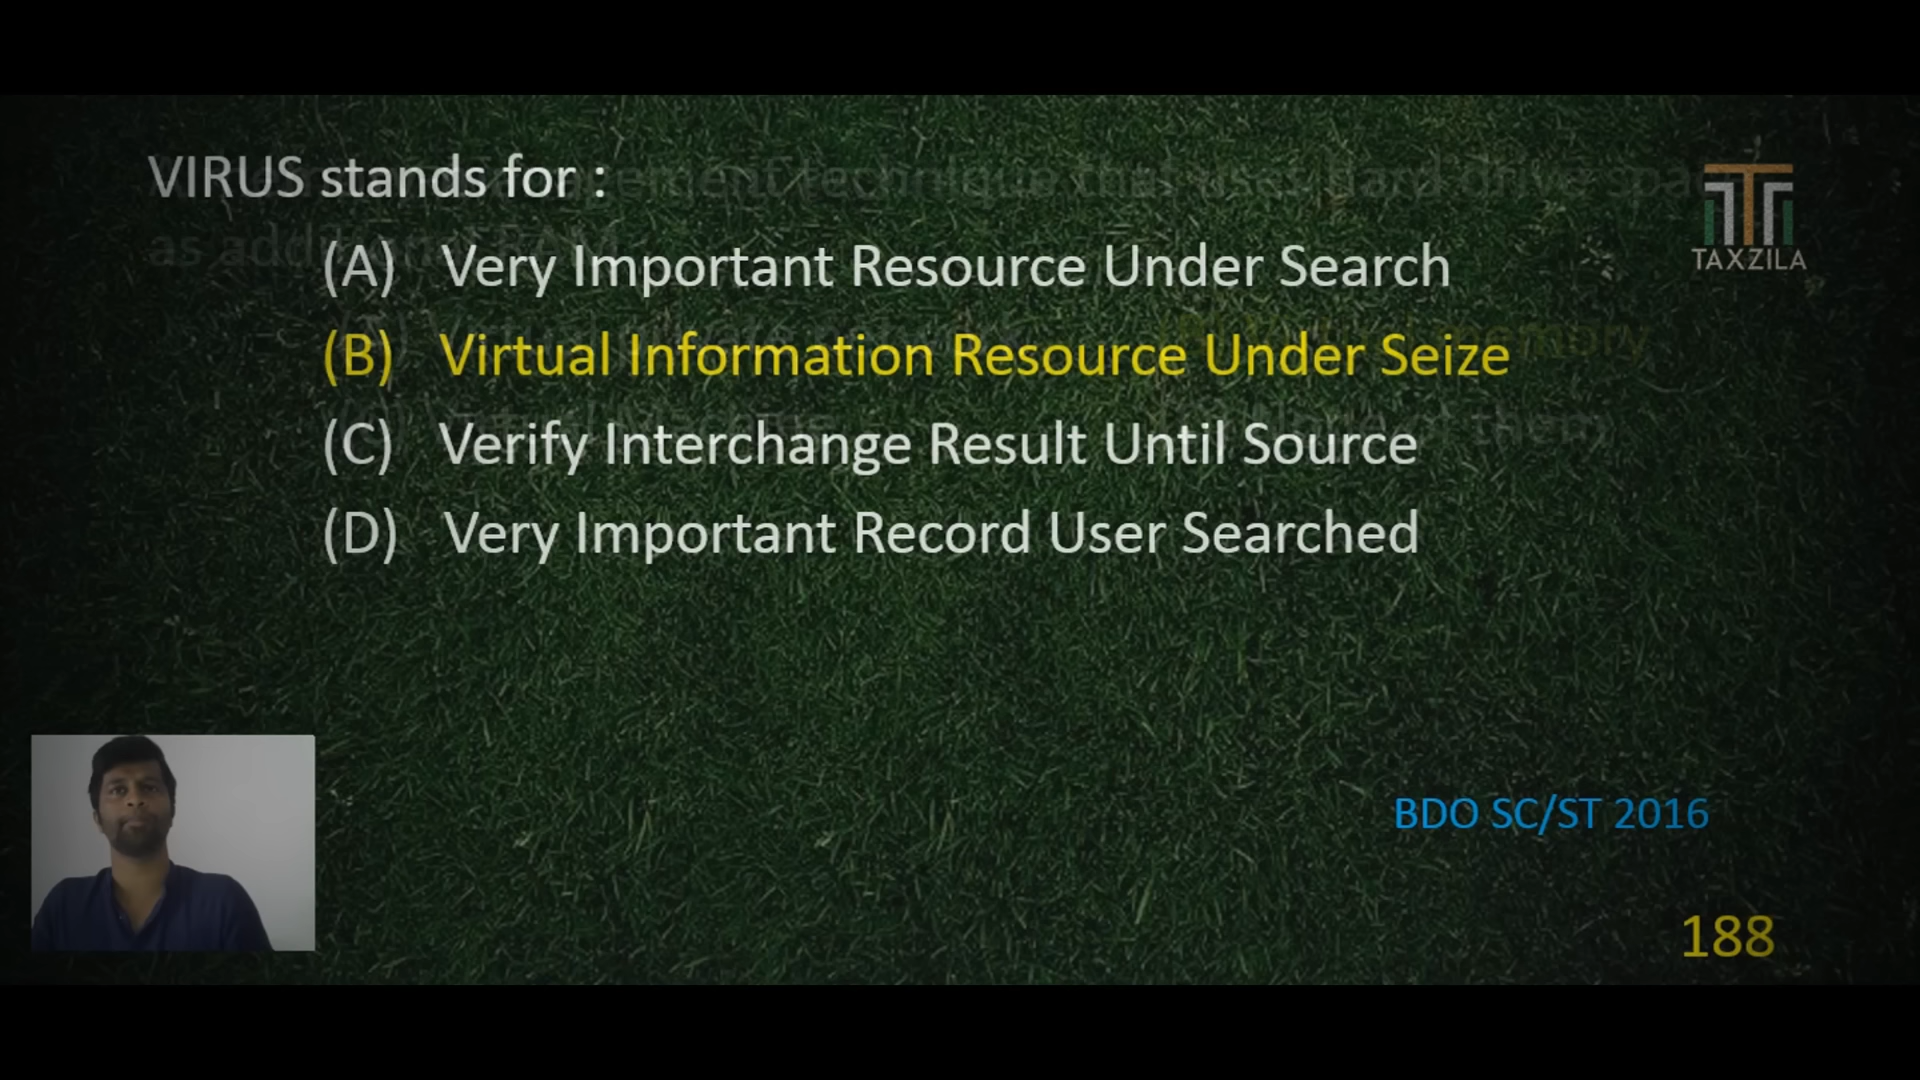 VIRUS stands for :
(A) Very Important Resource Under Search
(B) Virtual Information Resource Under Seize
(C) Verify Interchange Result Until Source
(D) Very Important Record User Searched
TAXZILA
BDO SC/ST 2016
188